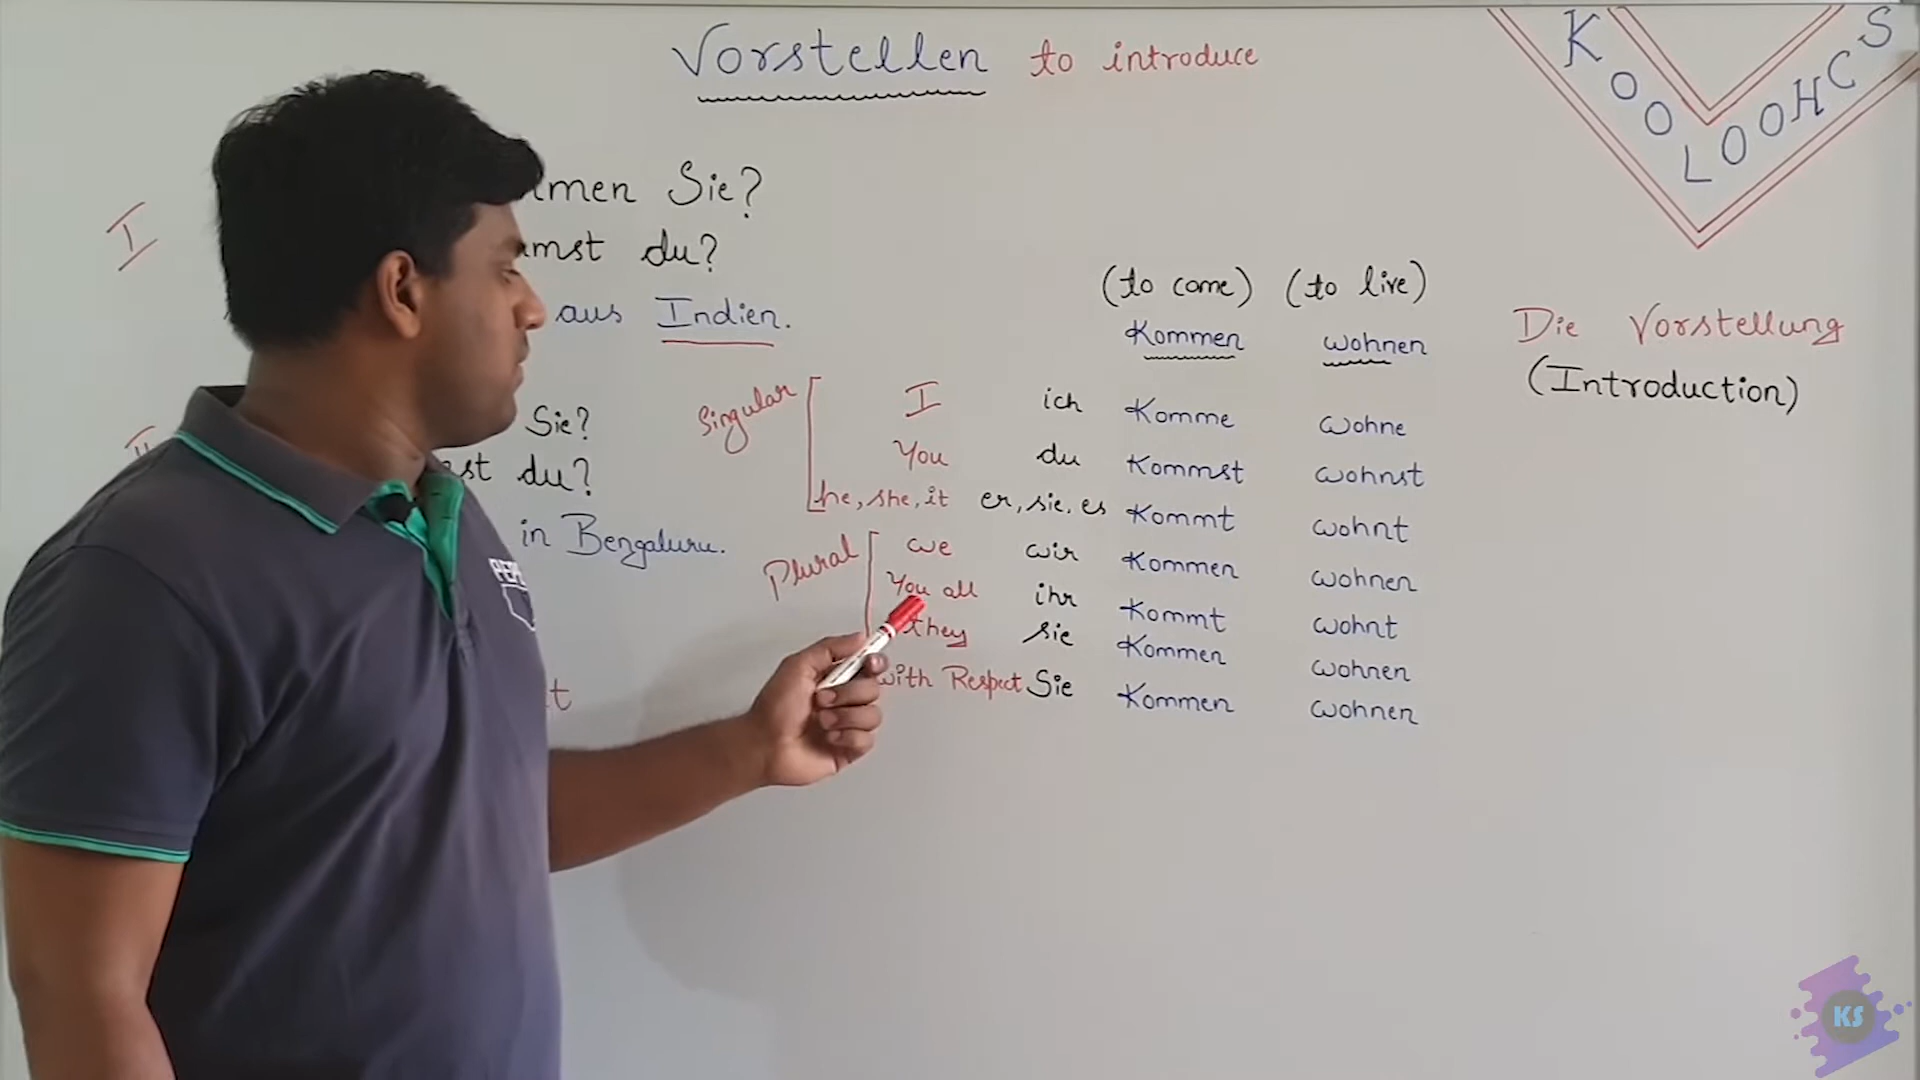 Vorstellen to introduce
KOOLOOHCS
I
Sie?
du?
aus Indien.
Sie?
du?
in Bengaluru.
(to come) (to live)
Kommen wohnen
Singular
I ich Komme wohne
You du Kommst wohnst
he, she, it er, sie, es Kommt wohnt
Plural
we wir Kommen wohnen
You all ihr Kommt wohnt
they sie Kommen wohnen
with Respect Sie Kommen wohnen
Die Vorstellung
(Introduction)
KS